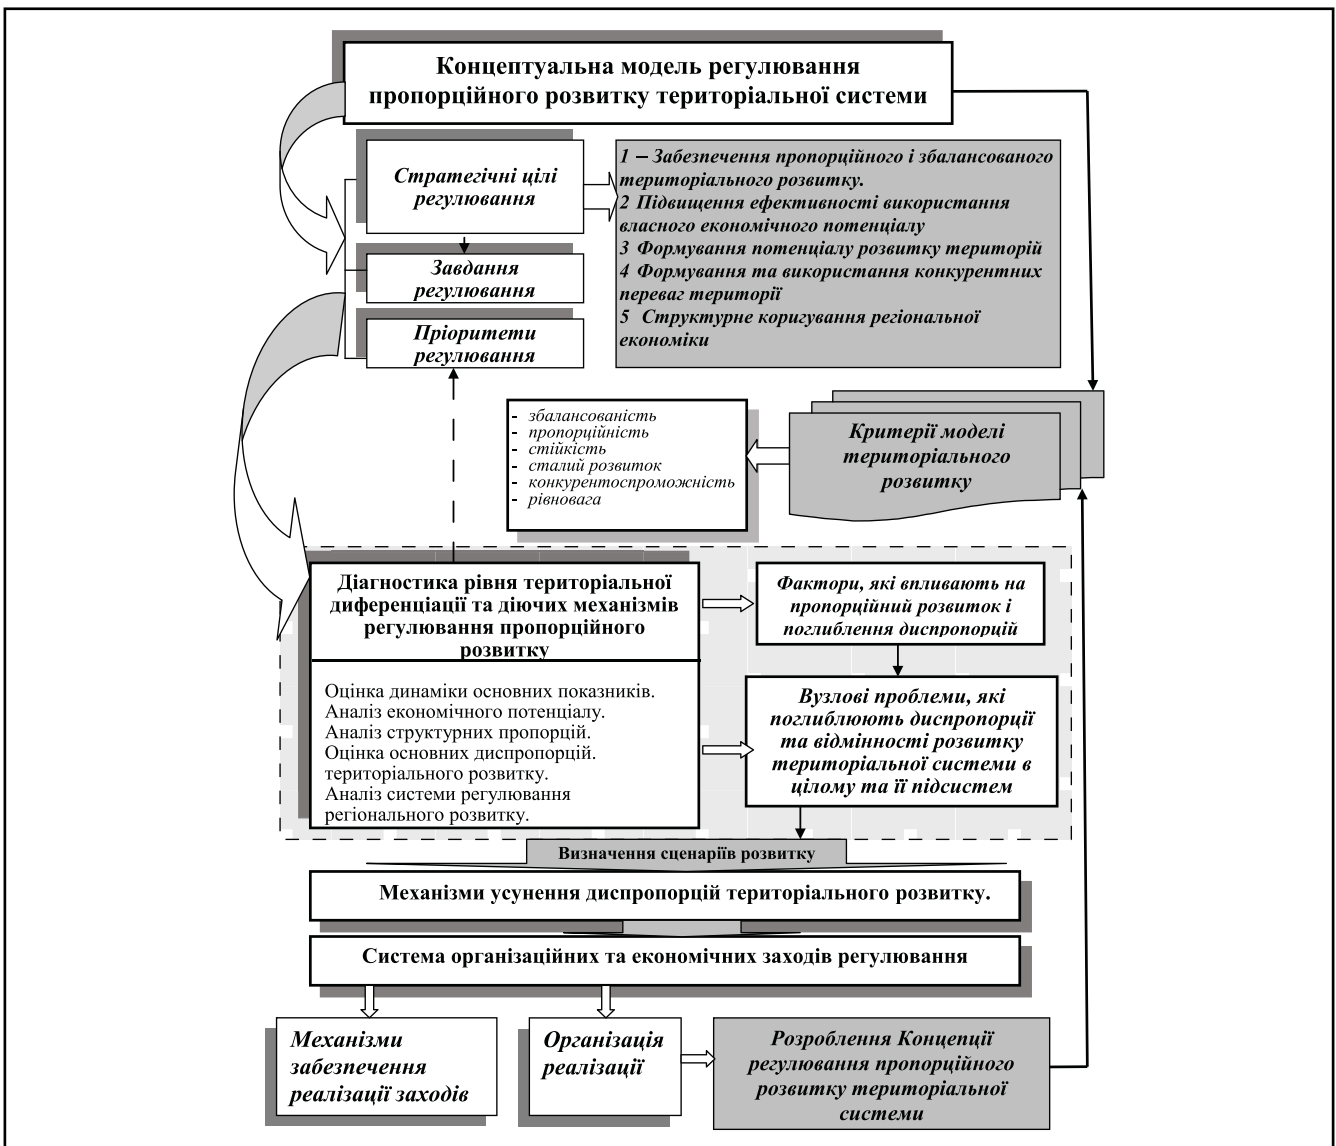 Концептуальна модель регулювання
пропорційного розвитку територіальної системи
Стратегічні цілі
регулювання
1 – Забезпечення пропорційного і збалансованого
територіального розвитку.
2 Підвищення ефективності використання
власного економічного потенціалу
3 Формування потенціалу розвитку територій
4 Формування та використання конкурентних
переваг території
5 Структурне коригування регіональної
економіки
Завдання
регулювання
Пріоритети
регулювання
- збалансованість
- пропорційність
- стійкість
- сталий розвиток
- конкурентоспроможність
- рівновага
Критерії моделі
територіального
розвитку
Діагностика рівня територіальної
диференціації та діючих механізмів
регулювання пропорційного
розвитку
Оцінка динаміки основних показників.
Аналіз економічного потенціалу.
Аналіз структурних пропорцій.
Оцінка основних диспропорцій.
територіального розвитку.
Аналіз системи регулювання
регіонального розвитку.
Фактори, які впливають на
пропорційний розвиток і
поглиблення диспропорцій
Вузлові проблеми, які
поглиблюють диспропорції
та відмінності розвитку
територіальної системи в
цілому та її підсистем
Визначення сценаріїв розвитку
Механізми усунення диспропорцій територіального розвитку.
Система організаційних та економічних заходів регулювання
Механізми
забезпечення
реалізації заходів
Організація
реалізації
Розроблення Концепції
регулювання пропорційного
розвитку територіальної
системи